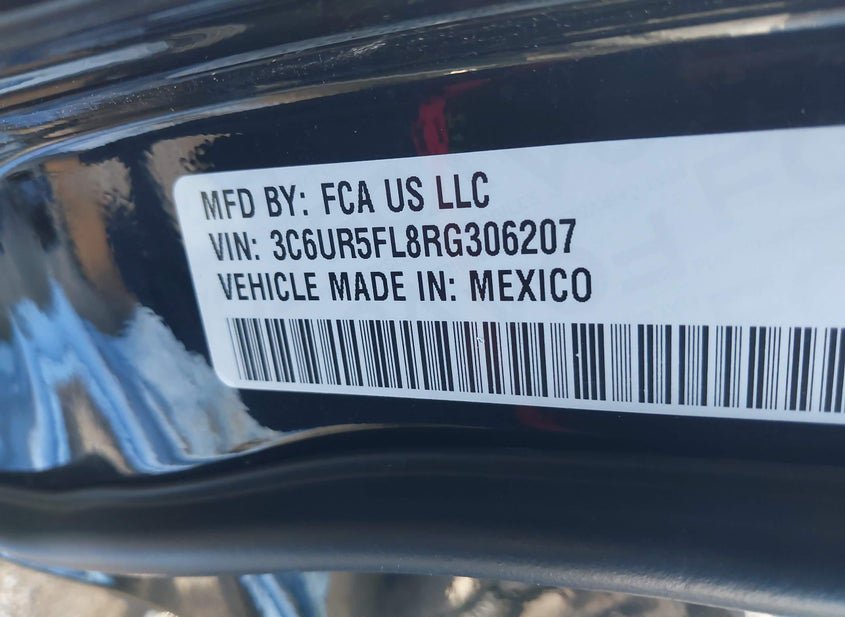 MFD BY: FCA US LLC
VIN: 3C6UR5FL8RG306207
VEHICLE MADE IN: MEXICO